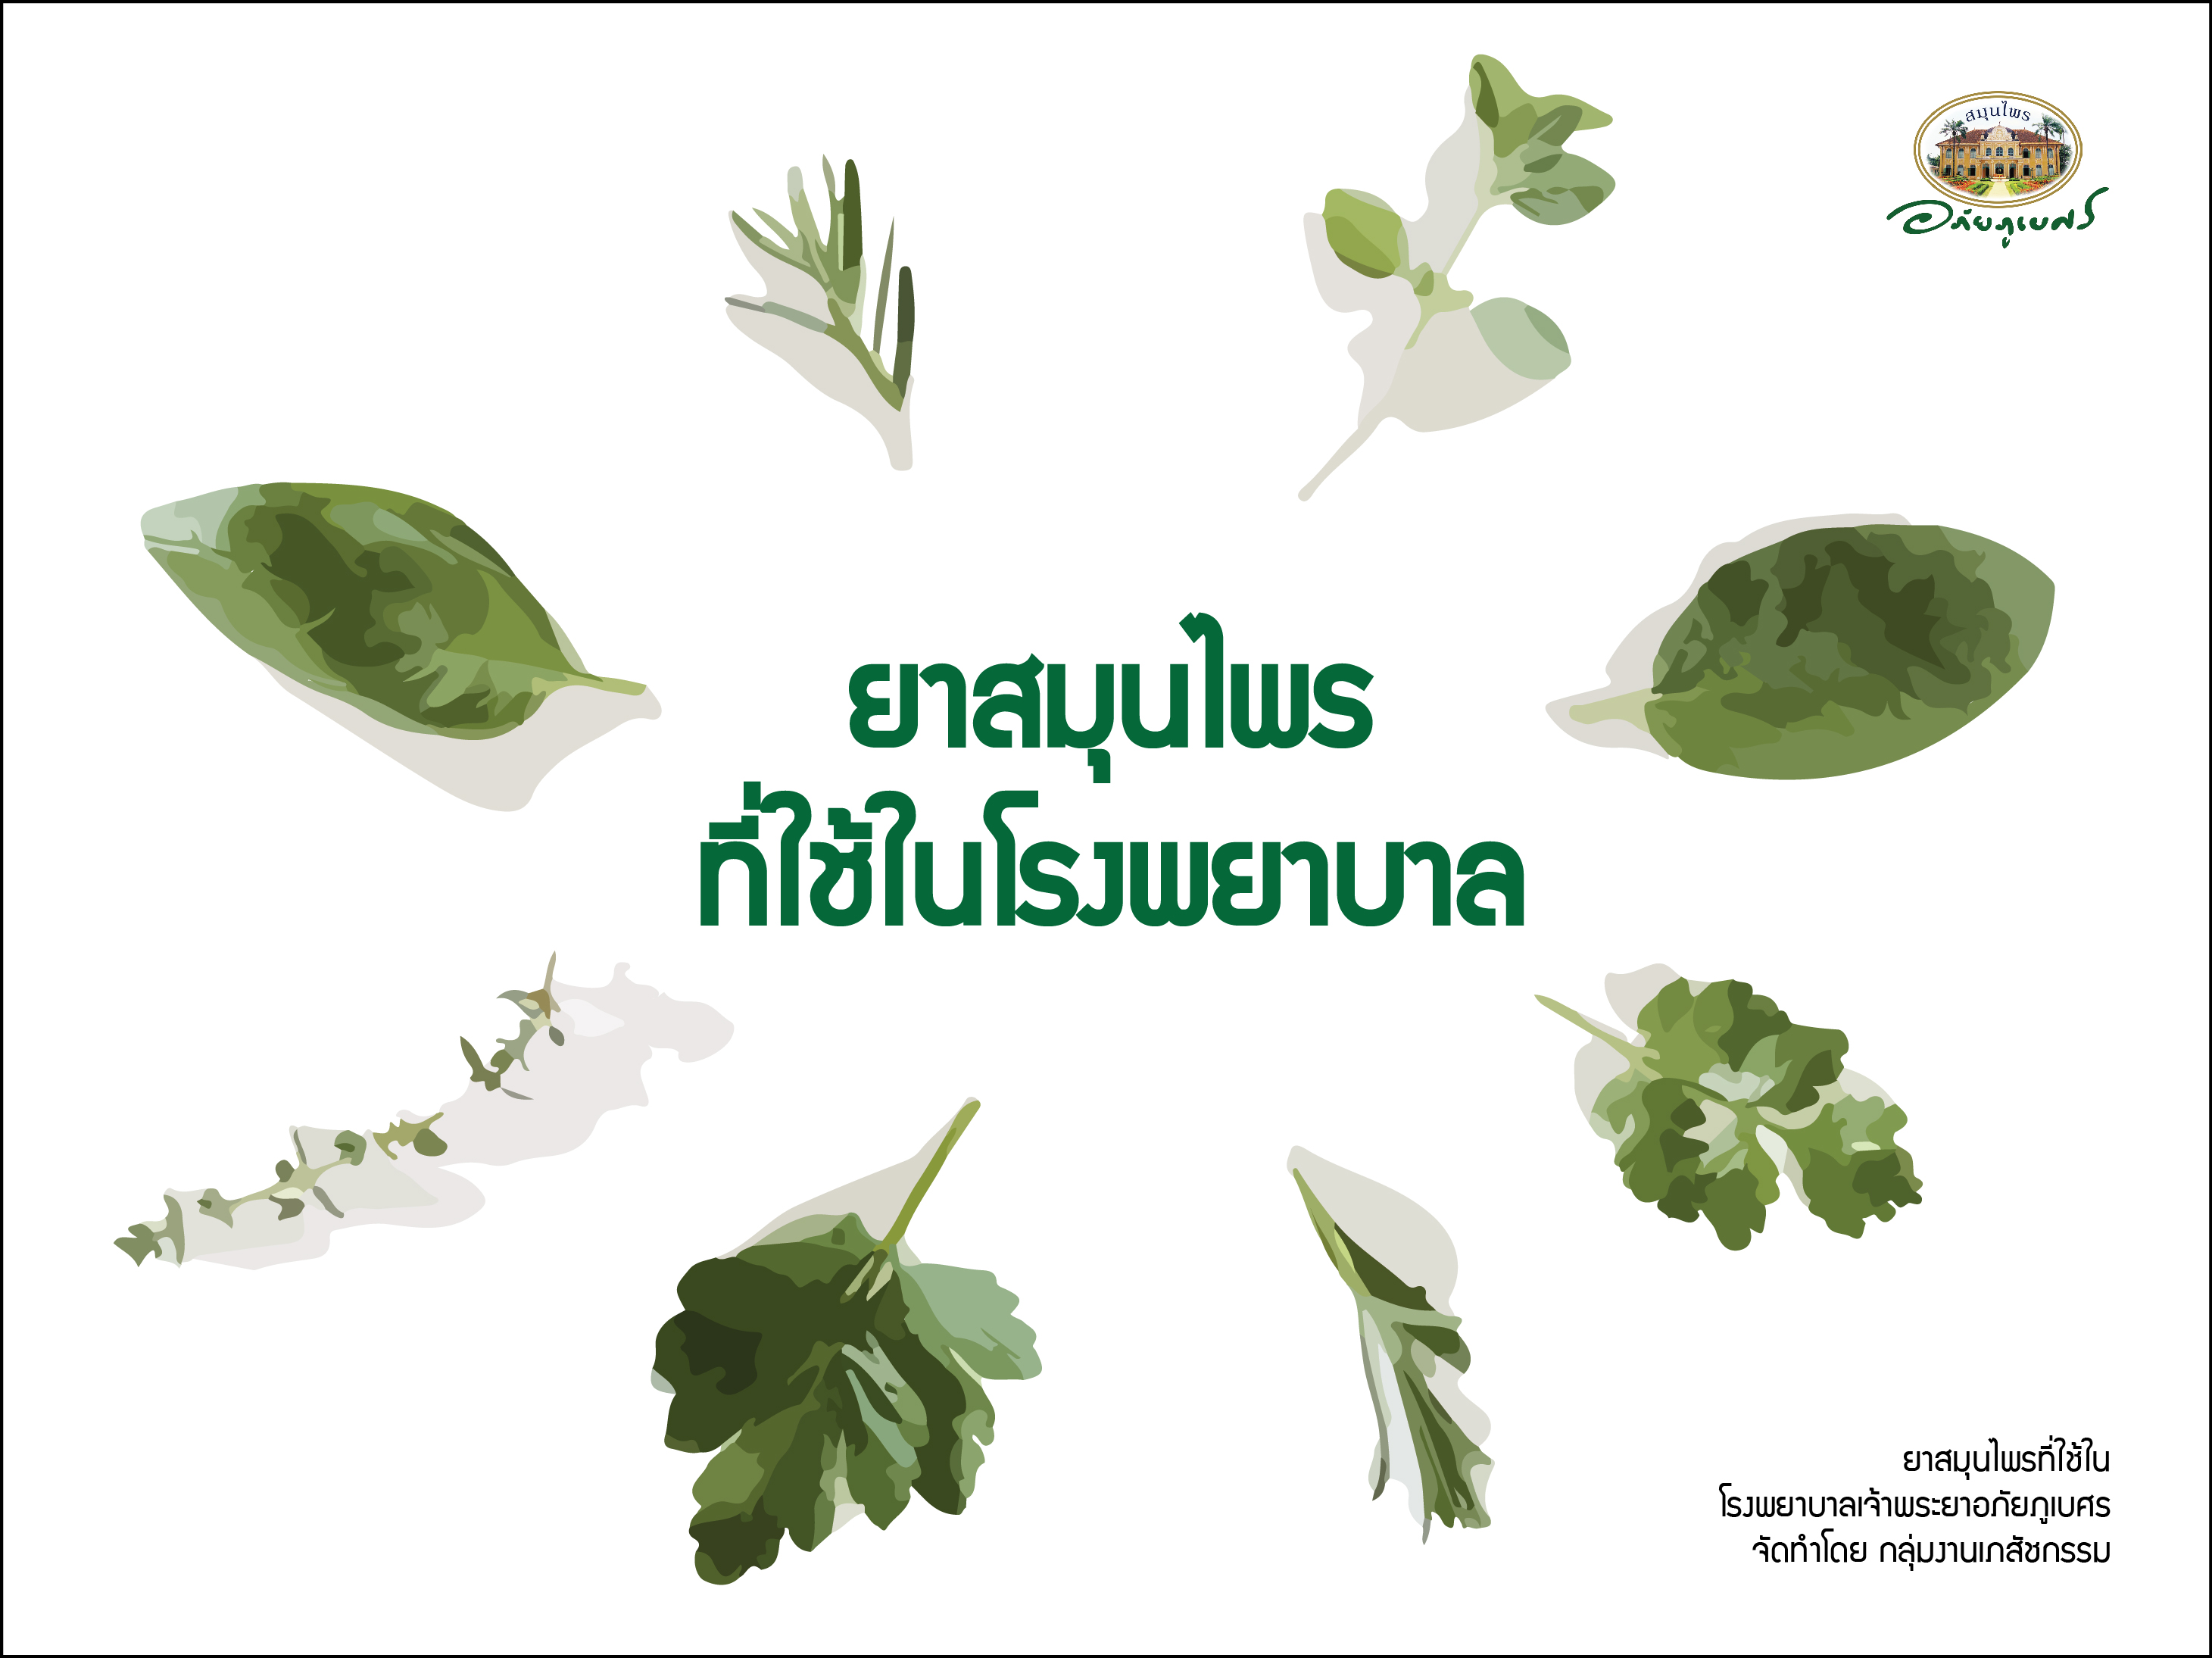 สมุนไพร
อภัยภูเบศร
ยาสมุนไพร
ที่ใช้ในโรงพยาบาล
ยาสมุนไพรที่ใช้ใน
โรงพยาบาลเจ้าพระยาอภัยภูเบศร
จัดทำโดย กลุ่มงานเภสัชกรรม